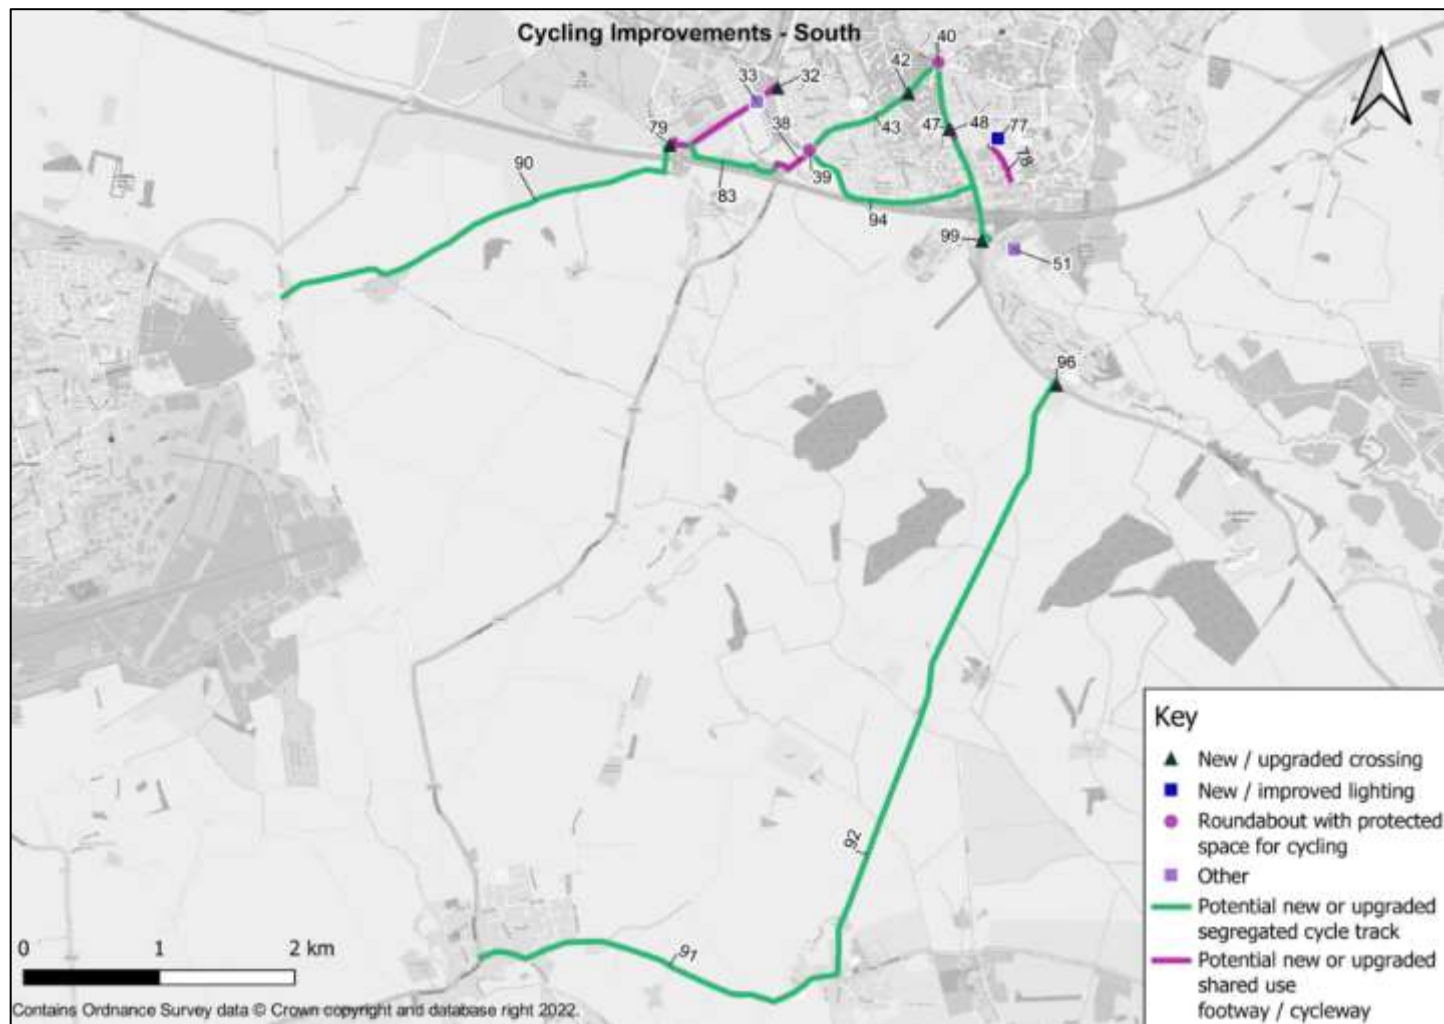 Cycling Improvements - South
40
42
33
32
79
38
43
47
48
77
78
90
83
39
94
99
51
96
92
91
Key
New / upgraded crossing
New / improved lighting
Roundabout with protected
space for cycling
Other
Potential new or upgraded
segregated cycle track
Potential new or upgraded
shared use
footway / cycleway
0 1 2 km
Contains Ordnance Survey data © Crown copyright and database right 2022.